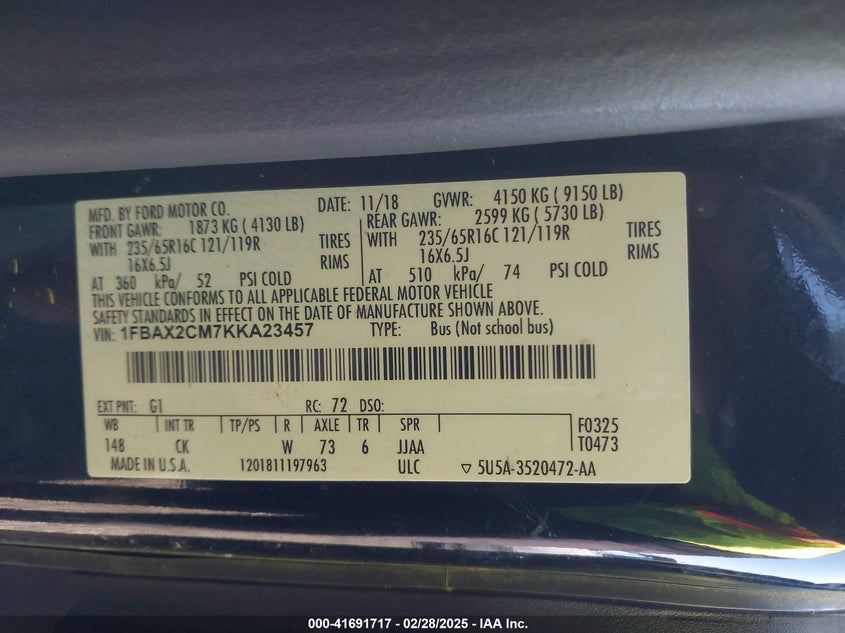 MFD. BY FORD MOTOR CO. DATE: 11/18 GVWR: 4150 KG ( 9150 LB)
FRONT GAWR: 1873 KG ( 4130 LB) REAR GAWR: 2599 KG ( 5730 LB)
WITH 235/65R16C 121/119R TIRES WITH 235/65R16C 121/119R TIRES
16X6.5J RIMS 16X6.5J RIMS
AT 360 kPa/ 52 PSI COLD AT 510 kPa/ 74 PSI COLD
THIS VEHICLE CONFORMS TO ALL APPLICABLE FEDERAL MOTOR VEHICLE
SAFETY STANDARDS IN EFFECT ON THE DATE OF MANUFACTURE SHOWN ABOVE.
VIN: 1FBAX2CM7KKA23457 TYPE: Bus (Not school bus)
EXT PNT: G1 RC: 72 DSO:
WB INT TR TP/PS R AXLE TR SPR F0325
148 CK W 73 6 JJAA T0473
MADE IN U.S.A. 1201811197963 ULC ▽ 5U5A-3520472-AA
000-41691717 - 02/28/2025 - IAA Inc.